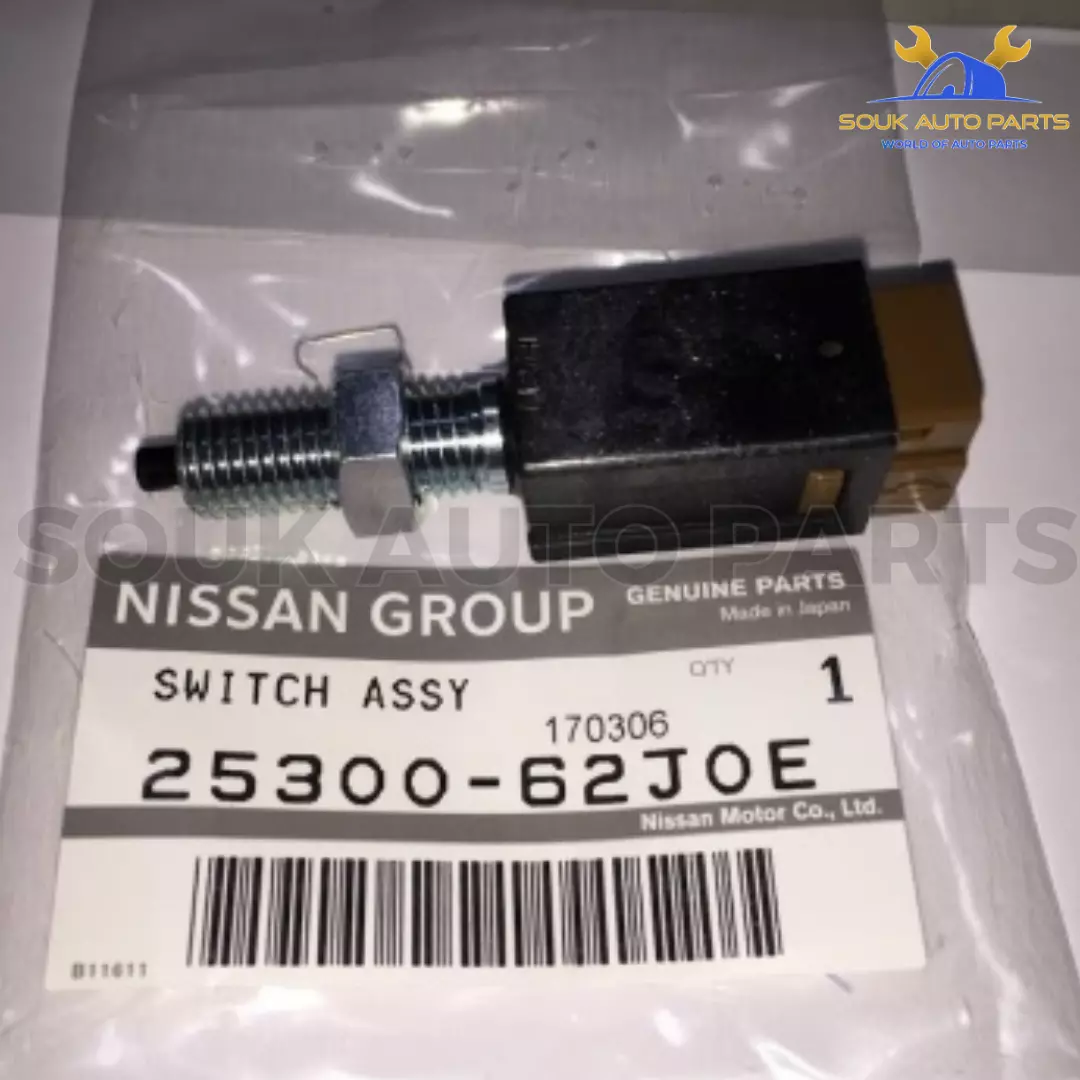 SOUK AUTO PARTS
WORLD OF AUTO PARTS
SOUK AUTO PARTS
NISSAN GROUP
GENUINE PARTS
Made in Japan
SWITCH ASSY
QTY 1
170306
25300-62J0E
Nissan Motor Co., Ltd.
B11611